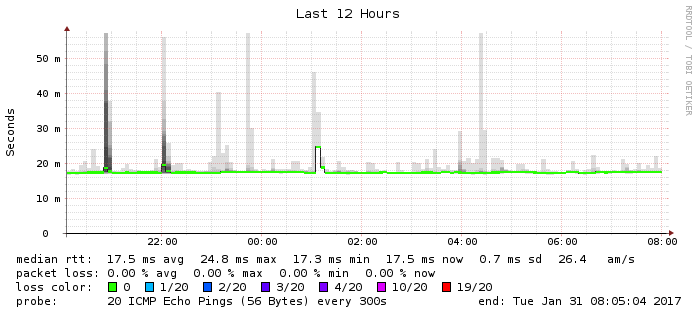 Last 12 Hours
RRDTOOL / TOBI OETIKER
Seconds
50 m
40 m
30 m
20 m
10 m
0
22:00 00:00 02:00 04:00 06:00 08:00
median rtt: 17.5 ms avg 24.8 ms max 17.3 ms min 17.5 ms now 0.7 ms sd 26.4 am/s
packet loss: 0.00 % avg 0.00 % max 0.00 % min 0.00 % now
loss color: 0 1/20 2/20 3/20 4/20 10/20 19/20
probe: 20 ICMP Echo Pings (56 Bytes) every 300s end: Tue Jan 31 08:05:04 2017